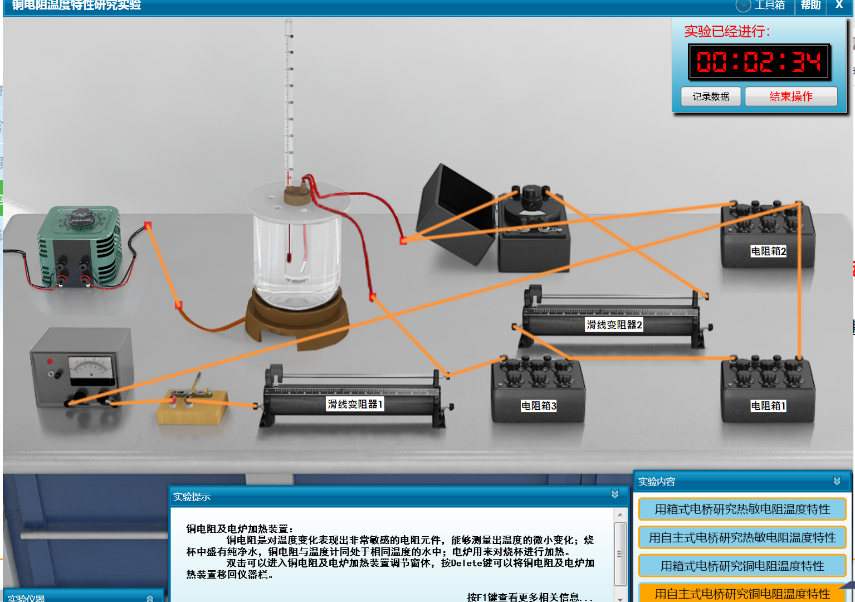 铜电阻温度特性研究实验
工具箱 帮助 X
实验已经进行：
00:02:34
记录数据 结束操作
电阻箱2
滑线变阻器2
滑线变阻器1
电阻箱3
电阻箱1
实验提示
铜电阻及电炉加热装置：
铜电阻是对温度变化表现出非常敏感的电阻元件，能够测量出温度的微小变化；烧
杯中盛有纯净水，铜电阻与温度计同处于相同温度的水中；电炉用来对烧杯进行加热。
双击可以进入铜电阻及电炉加热装置调节窗体，按Delete键可以将铜电阻及电炉加
热装置移回仪器栏。
按F1键查看更多相关信息...
实验内容
用箱式电桥研究热敏电阻温度特性
用自主式电桥研究热敏电阻温度特性
用箱式电桥研究铜电阻温度特性
用自主式电桥研究铜电阻温度特性
实验仪器